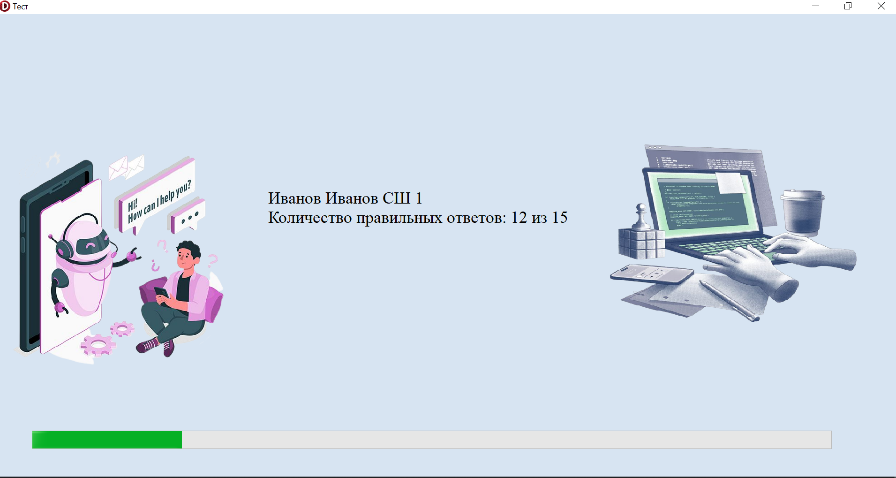 Тест
Hi!
How can I help you?
Иванов Иванов СШ 1
Количество правильных ответов: 12 из 15